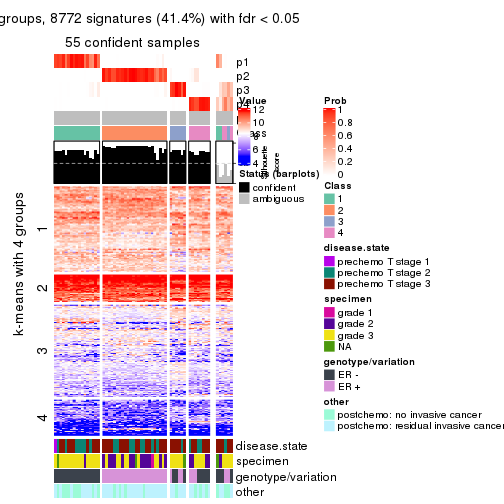 groups, 8772 signatures (41.4%) with fdr < 0.05
55 confident samples
p1
p2
p3
p4
Value
12
10
8
6
4
Prob
1
0.8
0.6
0.4
0.2
0
Silhouette
score
Status (barplots)
confident
ambiguous
Class
1
2
3
4
k-means with 4 groups
1
2
3
4
disease.state
prechemo T stage 1
prechemo T stage 2
prechemo T stage 3
specimen
grade 1
grade 2
grade 3
NA
genotype/variation
ER -
ER +
other
postchemo: no invasive cancer
postchemo: residual invasive cancer
disease.state
specimen
genotype/variation
other